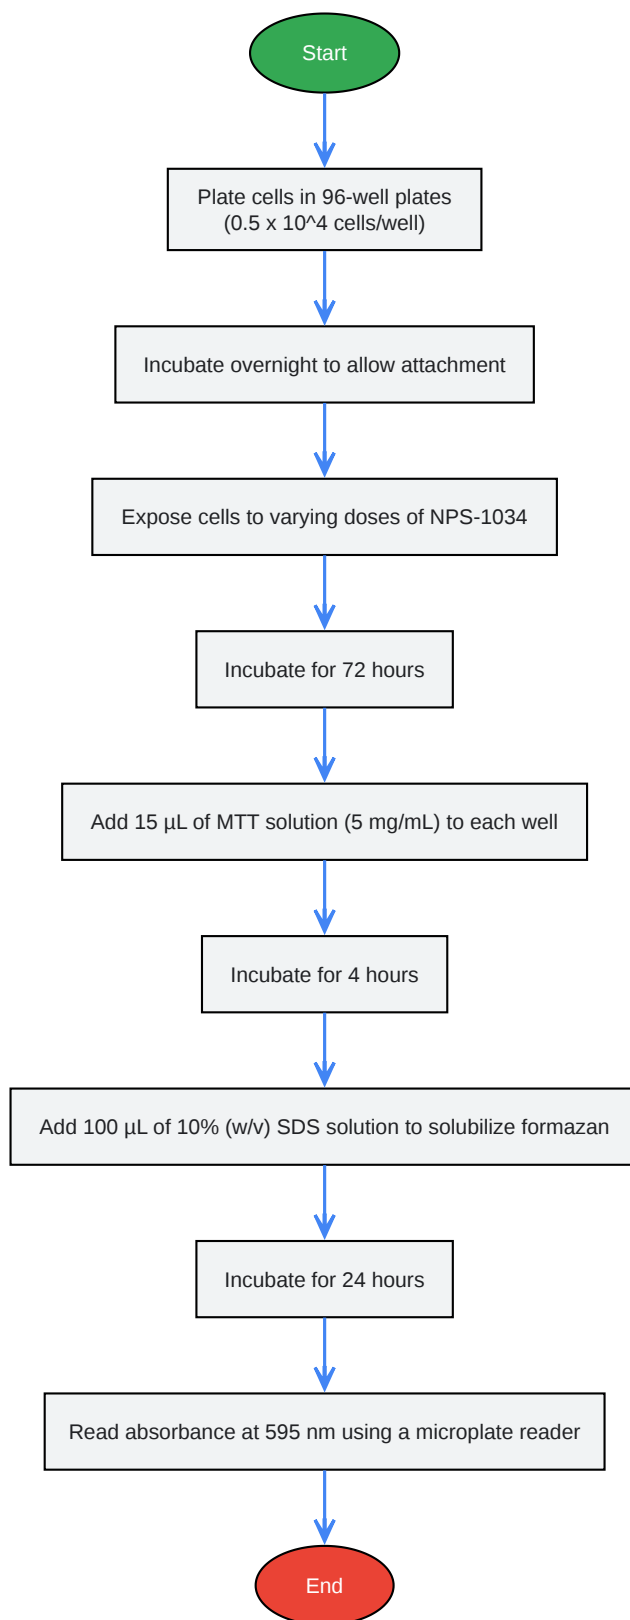 Start
Plate cells in 96-well plates
(0.5 x 10^4 cells/well)
Incubate overnight to allow attachment
Expose cells to varying doses of NPS-1034
Incubate for 72 hours
Add 15 µL of MTT solution (5 mg/mL) to each well
Incubate for 4 hours
Add 100 µL of 10% (w/v) SDS solution to solubilize formazan
Incubate for 24 hours
Read absorbance at 595 nm using a microplate reader
End